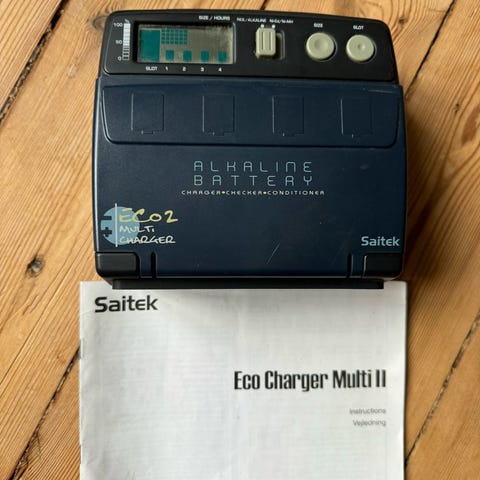 SIZE / HOURS
RER./ALKALINE Ni-Cd/Ni-MH
SIZE
SLOT
100
50
0
SLOT 1 2 3 4
ALKALINE
BATTERY
CHARGER•CHECKER•CONDITIONER
ECO2
MULTI
CHARGER
Saitek
Saitek
Eco Charger Multi II
Instructions
Vejledning